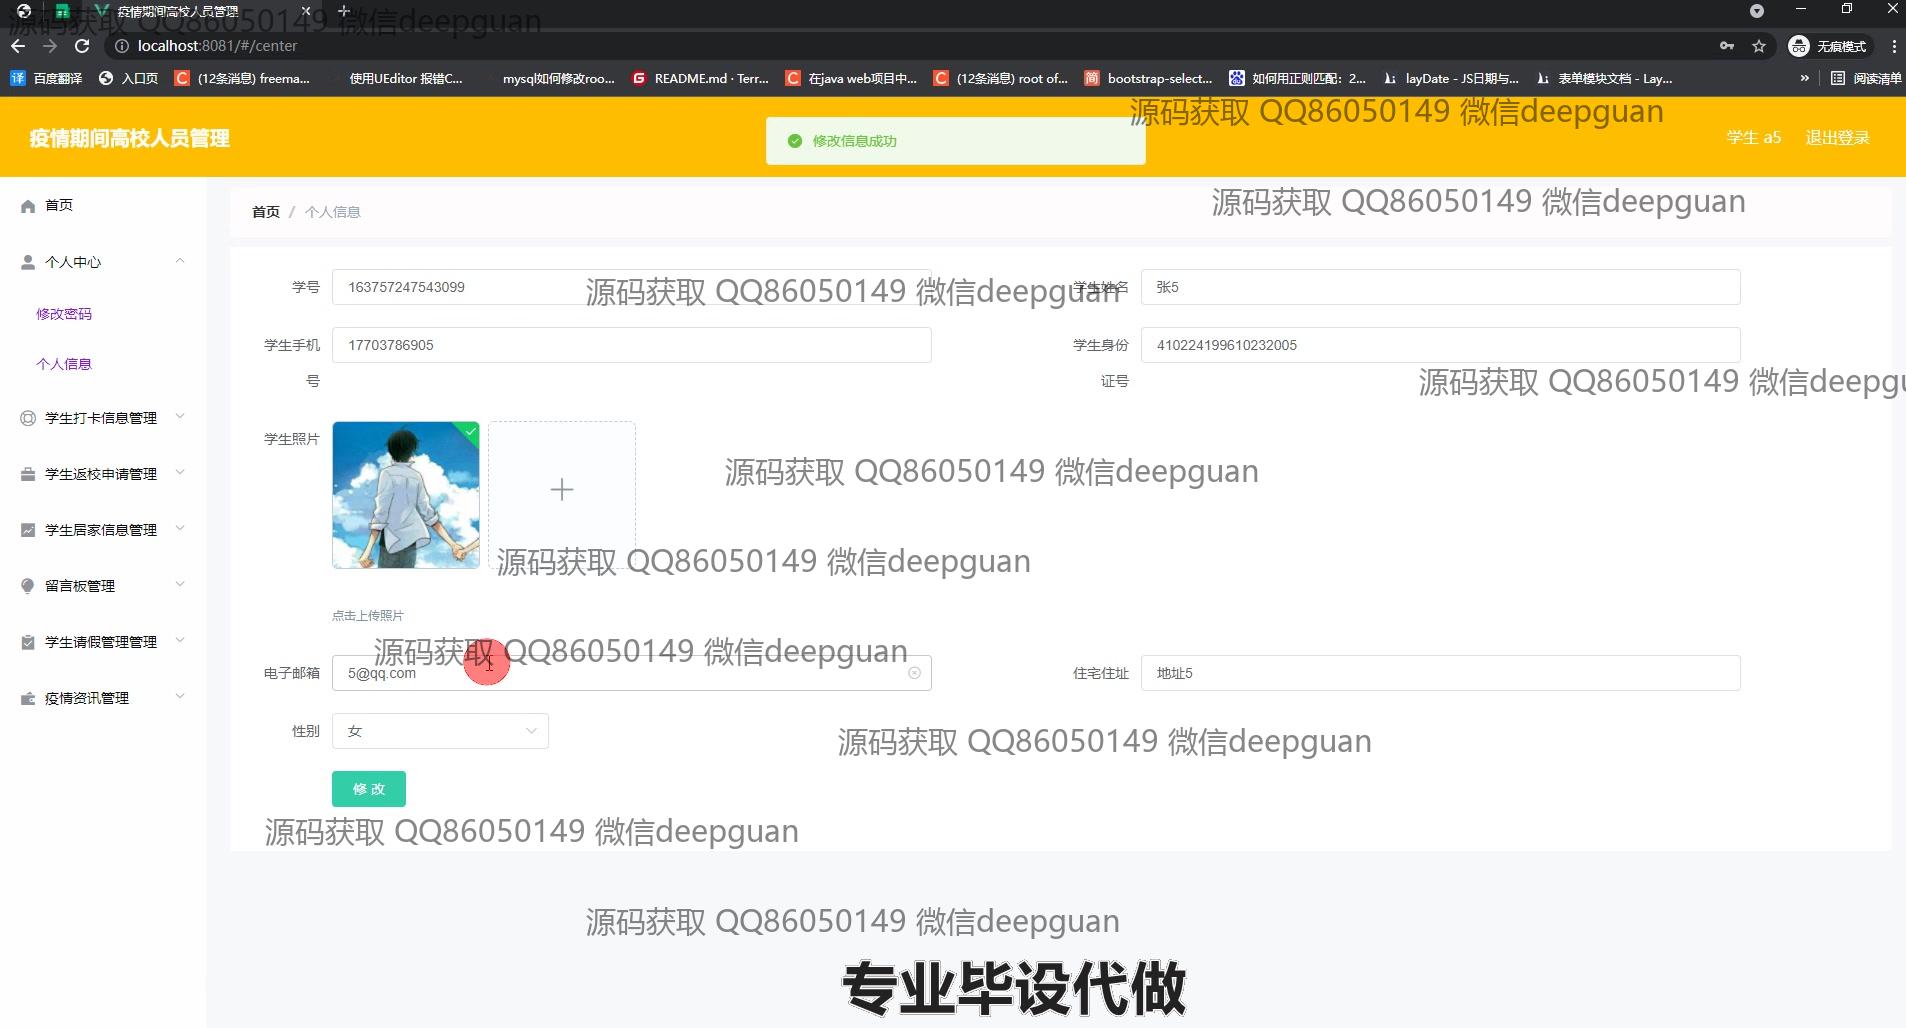 疫情期间高校人员管理
源码获取 QQ86050149 微信deepguan
localhost:8081/#/center
无痕模式
百度翻译
入口页
(12条消息) freema...
使用UEditor 报错C...
mysql如何修改roo...
README.md · Terr...
在java web项目中...
(12条消息) root of...
bootstrap-select...
如何用正则匹配：2...
layDate - JS日期与...
表单模块文档 - Lay...
»
阅读清单
源码获取 QQ86050149 微信deepguan
疫情期间高校人员管理
修改信息成功
学生 a5
退出登录
首页
首页 / 个人信息
源码获取 QQ86050149 微信deepguan
个人中心
修改密码
个人信息
学生打卡信息管理
学生返校申请管理
学生居家信息管理
留言板管理
学生请假管理管理
疫情资讯管理
学号
163757247543099
源码获取 QQ86050149 微信deepguan
学生姓名
张5
学生手机号
17703786905
学生身份证号
410224199610232005
源码获取 QQ86050149 微信deepgu
学生照片
源码获取 QQ86050149 微信deepguan
源码获取 QQ86050149 微信deepguan
点击上传照片
源码获取 QQ86050149 微信deepguan
电子邮箱
5@qq.com
住宅住址
地址5
性别
女
源码获取 QQ86050149 微信deepguan
修 改
源码获取 QQ86050149 微信deepguan
源码获取 QQ86050149 微信deepguan
专业毕设代做